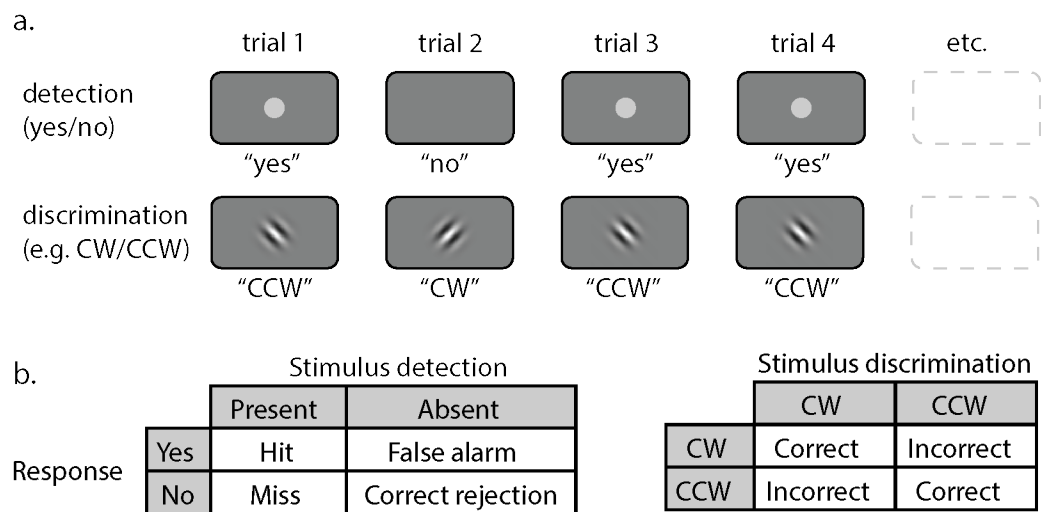 a.
trial 1 trial 2 trial 3 trial 4 etc.
detection
(yes/no)
“yes” “no” “yes” “yes”
discrimination
(e.g. CW/CCW)
“CCW” “CW” “CCW” “CCW”
b.
Stimulus detection
Present Absent
Response
Yes Hit False alarm
No Miss Correct rejection
Stimulus discrimination
CW CCW
CW Correct Incorrect
CCW Incorrect Correct